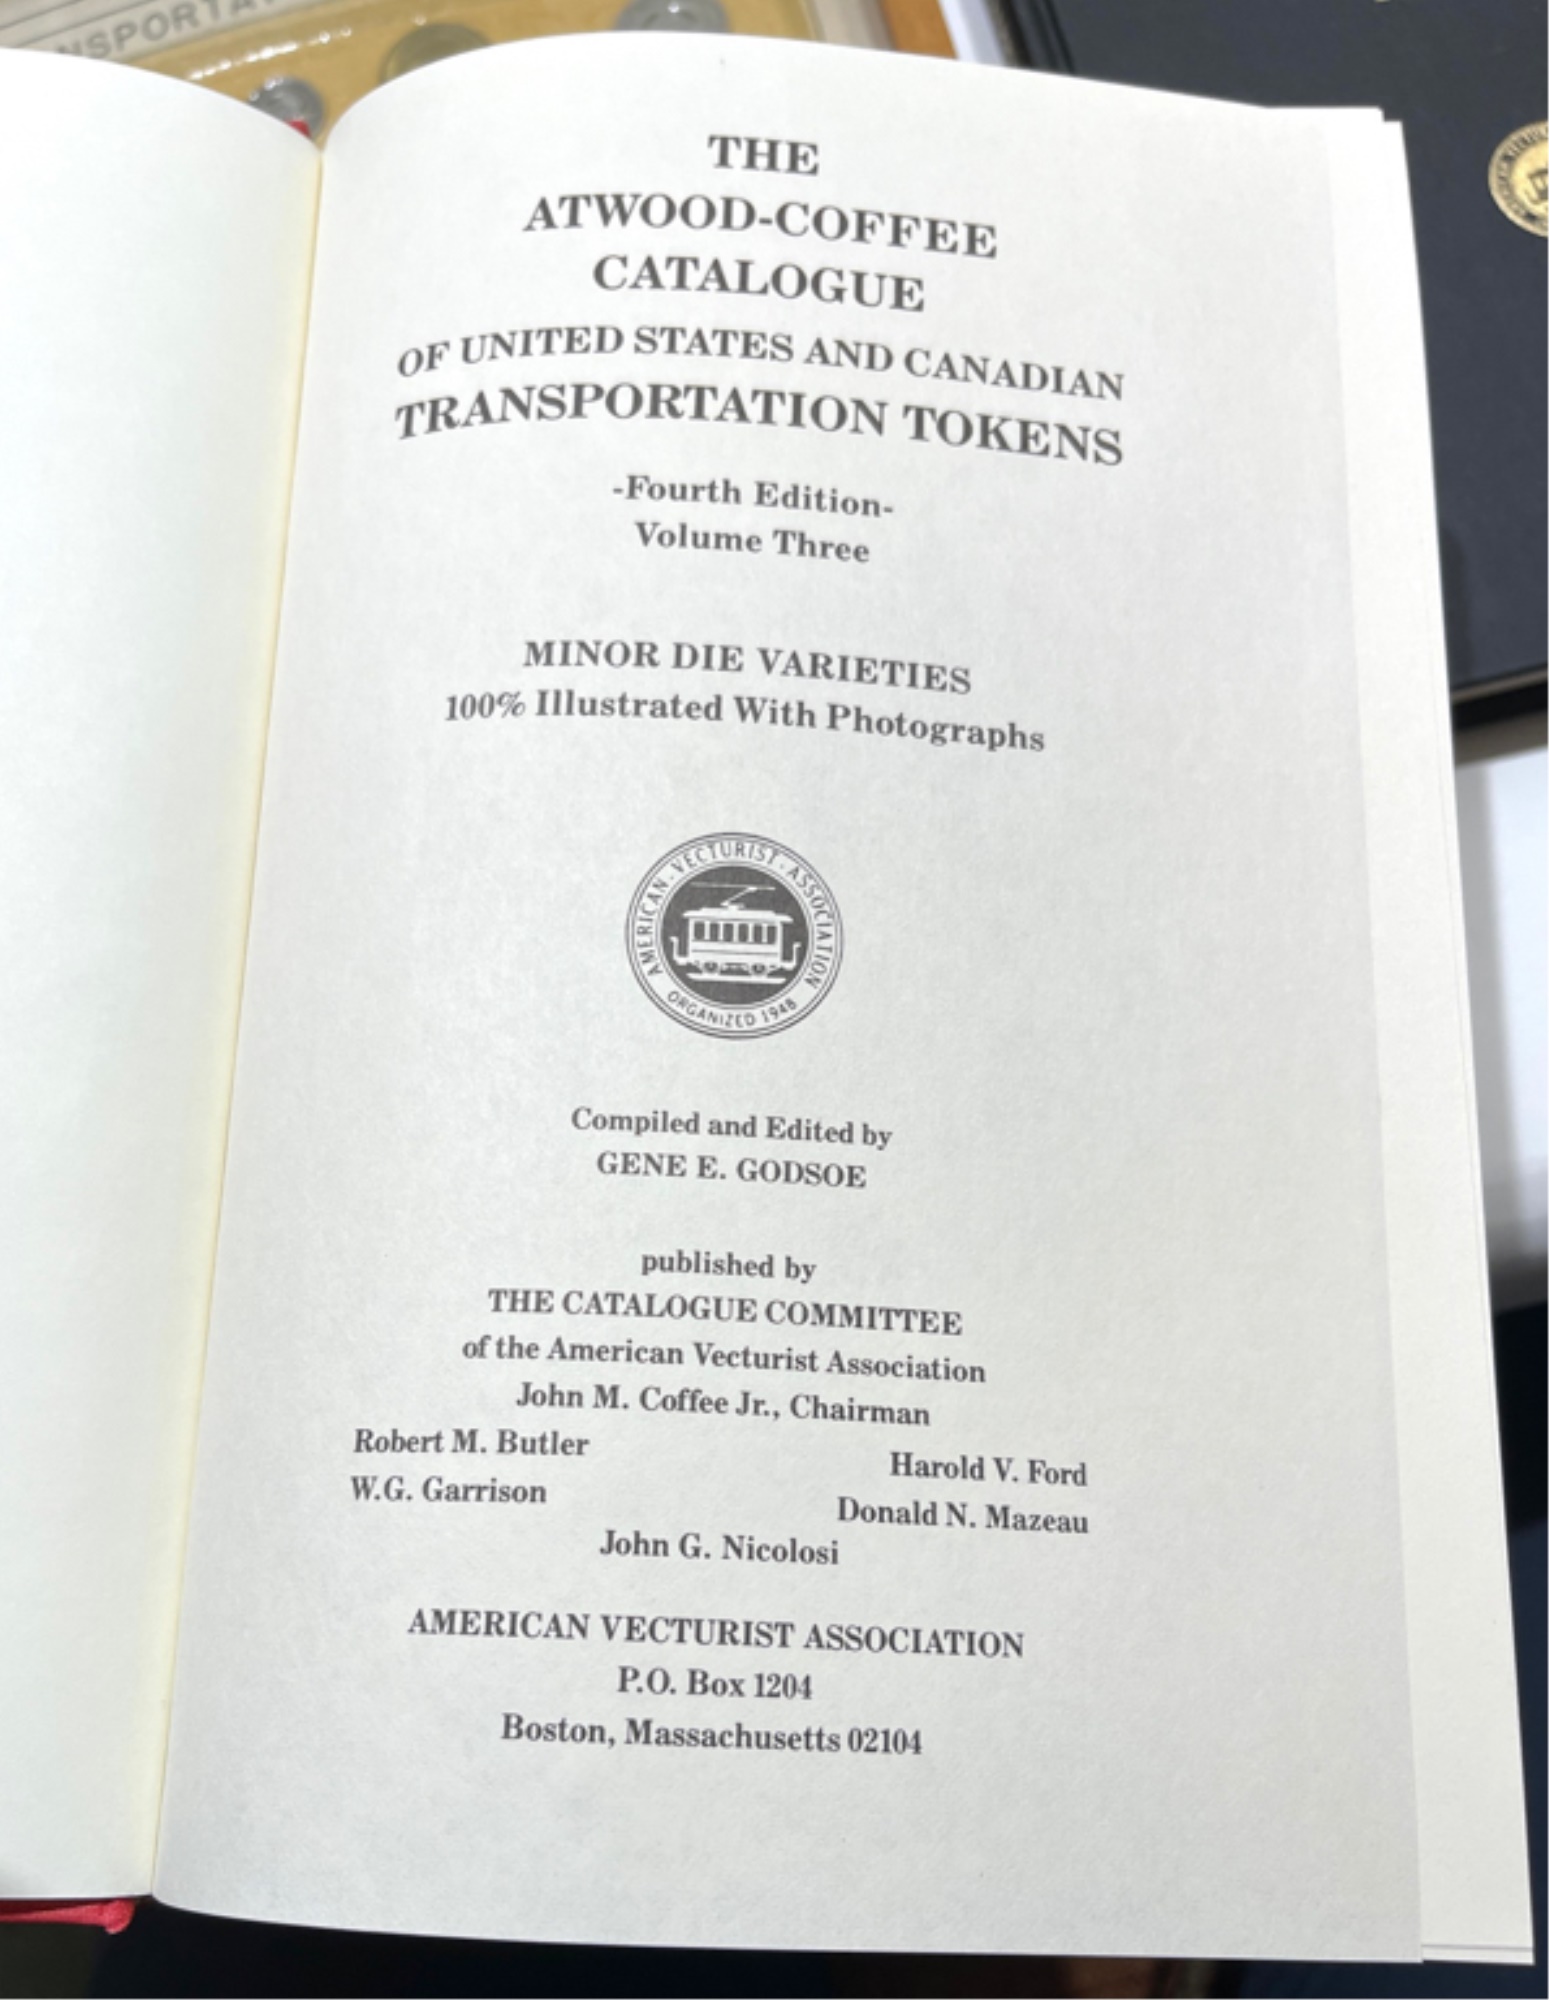 NSPORTA
THE
ATWOOD-COFFEE
CATALOGUE
OF UNITED STATES AND CANADIAN
TRANSPORTATION TOKENS
-Fourth Edition-
Volume Three
MINOR DIE VARIETIES
100% Illustrated With Photographs
AMERICAN · VECTURIST · ASSOCIATION
ORGANIZED 1948
Compiled and Edited by
GENE E. GODSOE
published by
THE CATALOGUE COMMITTEE
of the American Vecturist Association
John M. Coffee Jr., Chairman
Robert M. Butler Harold V. Ford
W.G. Garrison Donald N. Mazeau
John G. Nicolosi
AMERICAN VECTURIST ASSOCIATION
P.O. Box 1204
Boston, Massachusetts 02104